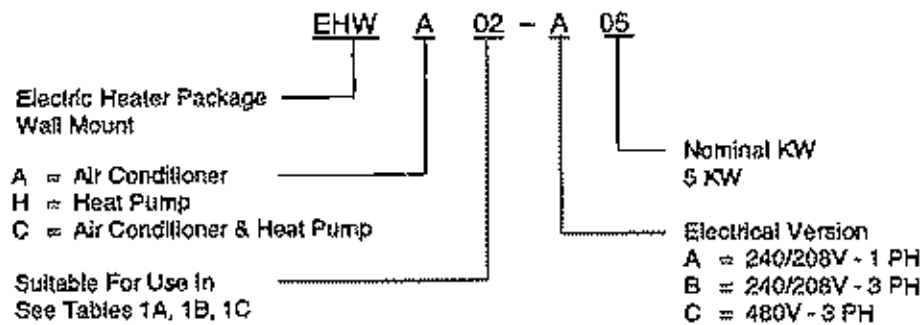 EHW A 02 - A 05
Electric Heater Package
Wall Mount
A = Air Conditioner
H = Heat Pump
C = Air Conditioner & Heat Pump
Suitable For Use In
See Tables 1A, 1B, 1C
Nominal KW
5 KW
Electrical Version
A = 240/208V - 1 PH
B = 240/208V - 3 PH
C = 480V - 3 PH